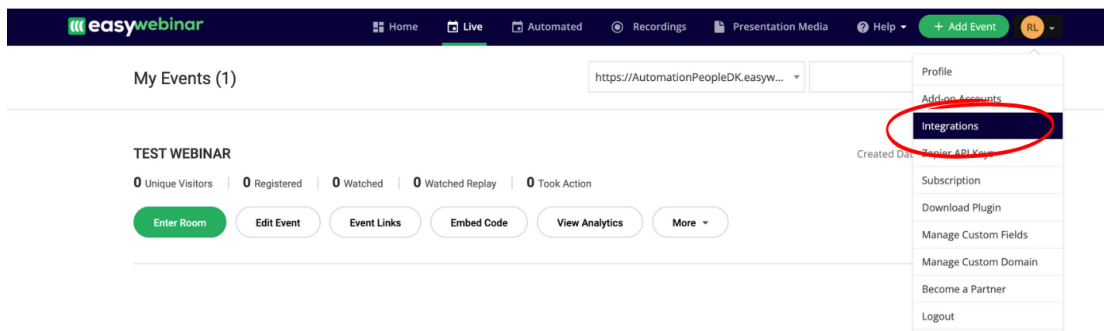 easywebinar
Home Live Automated Recordings Presentation Media Help + Add Event RL
My Events (1)
https://AutomationPeopleDK.easyw...
Profile
Add-on Accounts
Integrations
Zapier API Keys
Subscription
Download Plugin
Manage Custom Fields
Manage Custom Domain
Become a Partner
Logout
TEST WEBINAR
Created Dat
0 Unique Visitors 0 Registered 0 Watched 0 Watched Replay 0 Took Action
Enter Room Edit Event Event Links Embed Code View Analytics More